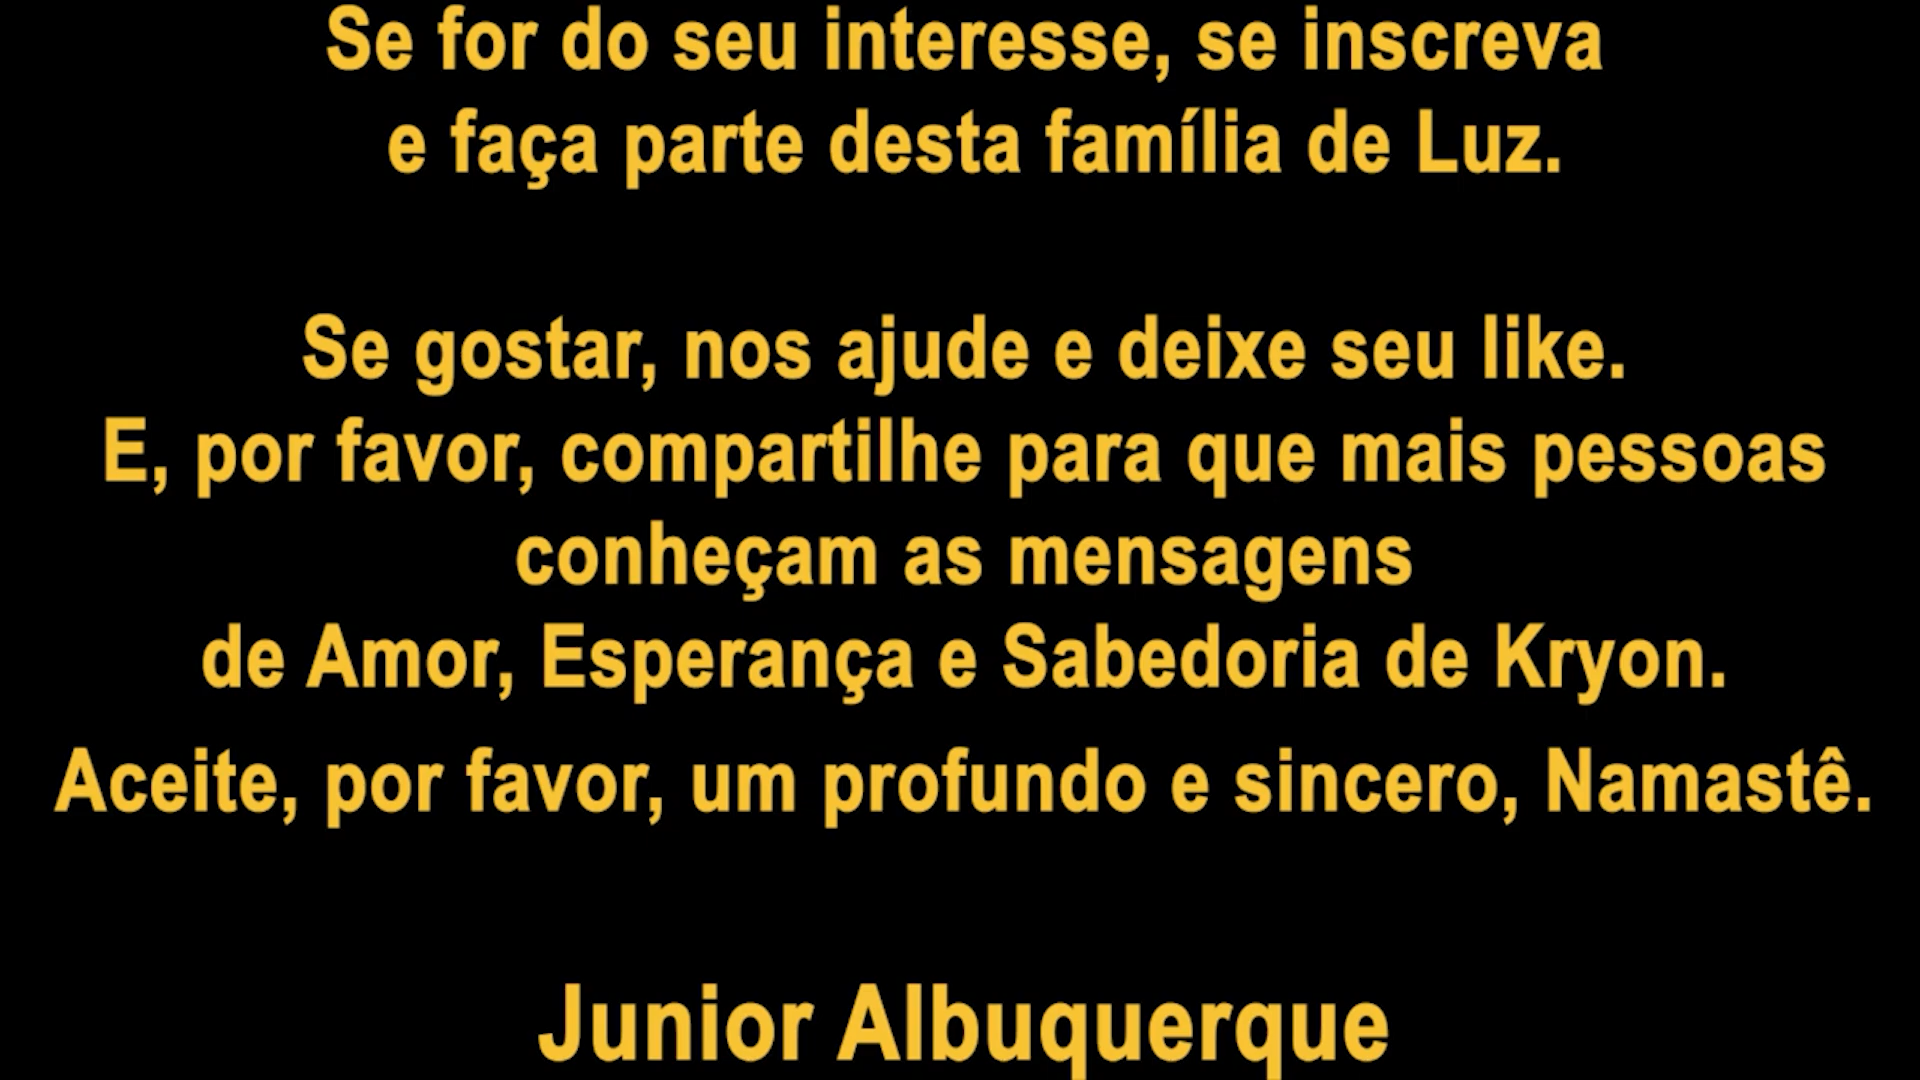 Se for do seu interesse, se inscreva
e faça parte desta família de Luz.
Se gostar, nos ajude e deixe seu like.
E, por favor, compartilhe para que mais pessoas
conheçam as mensagens
de Amor, Esperança e Sabedoria de Kryon.
Aceite, por favor, um profundo e sincero, Namastê.
Junior Albuquerque